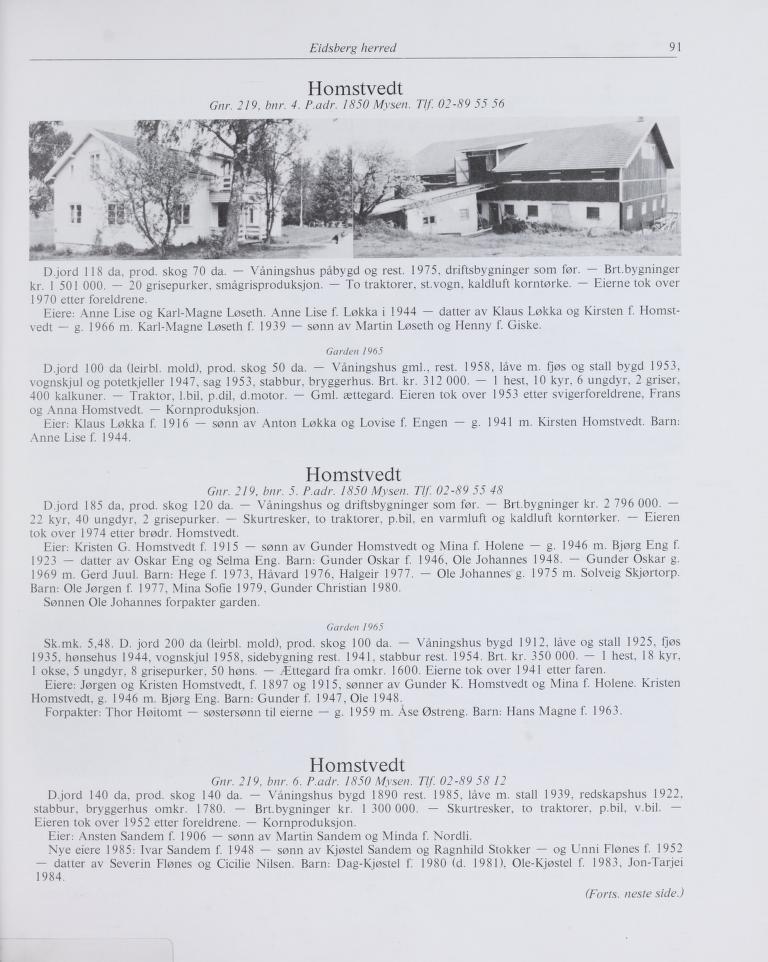 Eidsberg herred
91
Homstvedt
Gnr. 219, bnr. 4. P.adr. 1850 Mysen. Tlf. 02-89 55 56
D.jord 118 da, prod. skog 70 da. — Våningshus påbygd og rest. 1975, driftsbygninger som før. — Brt.bygninger
kr. 1 501 000. — 20 grisepurker, smågrisproduksjon. — To traktorer, st.vogn, kaldluft korntørke. — Eierne tok over
1970 etter foreldrene.
Eiere: Anne Lise og Karl-Magne Løseth. Anne Lise f. Løkka i 1944 — datter av Klaus Løkka og Kirsten f. Homst-
vedt — g. 1966 m. Karl-Magne Løseth f. 1939 — sønn av Martin Løseth og Henny f. Giske.
Garden 1965
D.jord 100 da (leirbl. mold), prod. skog 50 da. — Våningshus gml., rest. 1958, låve m. fjøs og stall bygd 1953,
vognskjul og potetkjeller 1947, sag 1953, stabbur, bryggerhus. Brt. kr. 312 000. — 1 hest, 10 kyr, 6 ungdyr, 2 griser,
400 kalkuner. — Traktor, l.bil, p.dil, d.motor. — Gml. ættegard. Eieren tok over 1953 etter svigerforeldrene, Frans
og Anna Homstvedt. — Kornproduksjon.
Eier: Klaus Løkka f. 1916 — sønn av Anton Løkka og Lovise f. Engen — g. 1941 m. Kirsten Homstvedt. Barn:
Anne Lise f. 1944.
Homstvedt
Gnr. 219, bnr. 5. P.adr. 1850 Mysen. Tlf. 02-89 55 48
D.jord 185 da, prod. skog 120 da. — Våningshus og driftsbygninger som før. — Brt.bygninger kr. 2 796 000. —
22 kyr, 40 ungdyr, 2 grisepurker. — Skurtresker, to traktorer, p.bil, en varmluft og kaldluft korntørker. — Eieren
tok over 1974 etter brødr. Homstvedt.
Eier: Kristen G. Homstvedt f. 1915 — sønn av Gunder Homstvedt og Mina f. Holene — g. 1946 m. Bjørg Eng f.
1923 — datter av Oskar Eng og Selma Eng. Barn: Gunder Oskar f. 1946, Ole Johannes 1948. — Gunder Oskar g.
1969 m. Gerd Juul. Barn: Hege f. 1973, Håvard 1976, Halgeir 1977. — Ole Johannes g. 1975 m. Solveig Skjørtorp.
Barn: Ole Jørgen f. 1977, Mina Sofie 1979, Gunder Christian 1980.
Sønnen Ole Johannes forpakter garden.
Garden 1965
Sk.mk. 5,48. D. jord 200 da (leirbl. mold), prod. skog 100 da. — Våningshus bygd 1912, låve og stall 1925, fjøs
1935, hønsehus 1944, vognskjul 1958, sidebygning rest. 1941, stabbur rest. 1954. Brt. kr. 350 000. — 1 hest, 18 kyr,
1 okse, 5 ungdyr, 8 grisepurker, 50 høns. — Ættegard fra omkr. 1600. Eierne tok over 1941 etter faren.
Eiere: Jørgen og Kristen Homstvedt, f. 1897 og 1915, sønner av Gunder K. Homstvedt og Mina f. Holene. Kristen
Homstvedt, g. 1946 m. Bjørg Eng. Barn: Gunder f. 1947, Ole 1948.
Forpakter: Thor Høitomt — søstersønn til eierne — g. 1959 m. Åse Østreng. Barn: Hans Magne f. 1963.
Homstvedt
Gnr. 219, bnr. 6. P.adr. 1850 Mysen. Tlf. 02-89 58 12
D.jord 140 da, prod. skog 140 da. — Våningshus bygd 1890 rest. 1985, låve m. stall 1939, redskapshus 1922,
stabbur, bryggerhus omkr. 1780. — Brt.bygninger kr. 1 300 000. — Skurtresker, to traktorer, p.bil, v.bil. —
Eieren tok over 1952 etter foreldrene. — Kornproduksjon.
Eier: Ansten Sandem f. 1906 — sønn av Martin Sandem og Minda f. Nordli.
Nye eiere 1985: Ivar Sandem f. 1948 — sønn av Kjøstel Sandem og Ragnhild Stokker — og Unni Flønes f. 1952
— datter av Severin Flønes og Cicilie Nilsen. Barn: Dag-Kjøstel f. 1980 (d. 1981), Ole-Kjøstel f. 1983, Jon-Tarjei
1984.
(Forts. neste side.)